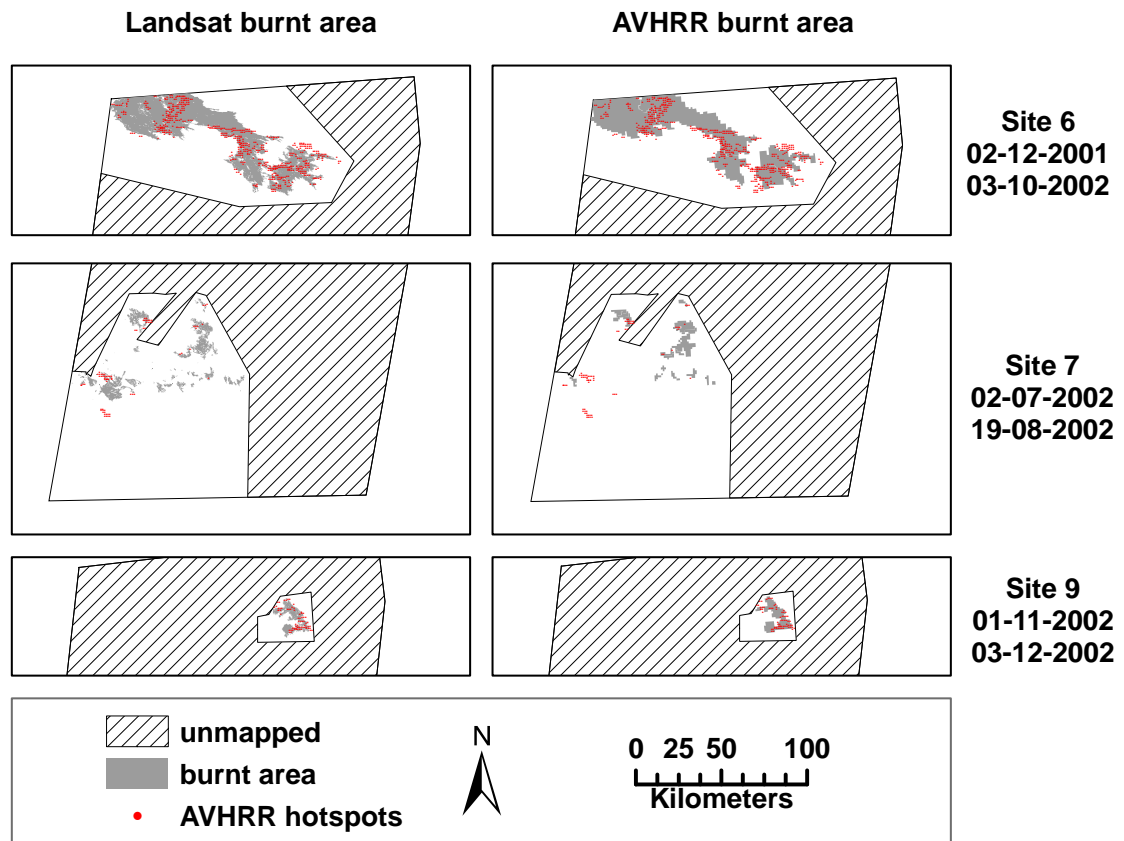 Landsat burnt area
AVHRR burnt area
Site 6
02-12-2001
03-10-2002
Site 7
02-07-2002
19-08-2002
Site 9
01-11-2002
03-12-2002
unmapped
burnt area
AVHRR hotspots
N
0 25 50 100
Kilometers